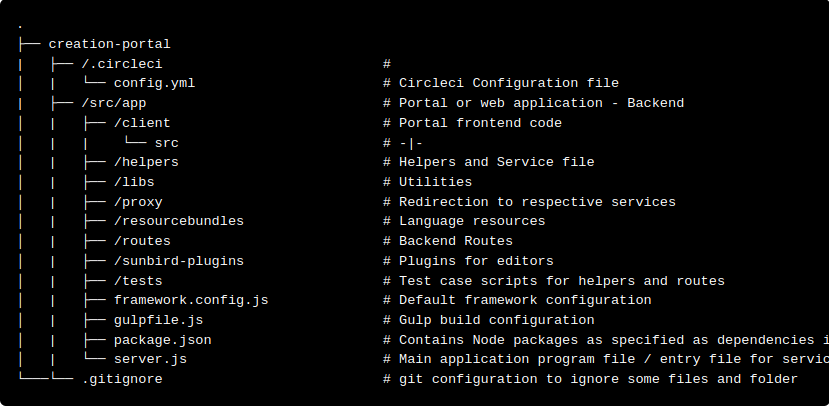 .
├── creation-portal
|   ├── /.circleci                           #
│   |   └── config.yml                       # Circleci Configuration file
|   ├── /src/app                             # Portal or web application - Backend
│   |   ├── /client                          # Portal frontend code
│   |   |    └── src                         # -|-
│   |   ├── /helpers                         # Helpers and Service file
│   |   ├── /libs                            # Utilities
│   |   ├── /proxy                           # Redirection to respective services
│   |   ├── /resourcebundles                 # Language resources
│   |   ├── /routes                          # Backend Routes
│   |   ├── /sunbird-plugins                 # Plugins for editors
│   |   ├── /tests                           # Test case scripts for helpers and routes
│   |   ├── framework.config.js              # Default framework configuration
│   |   ├── gulpfile.js                      # Gulp build configuration
│   |   ├── package.json                     # Contains Node packages as specified as dependencies i
│   |   └── server.js                        # Main application program file / entry file for servic
└───└── .gitignore                           # git configuration to ignore some files and folder